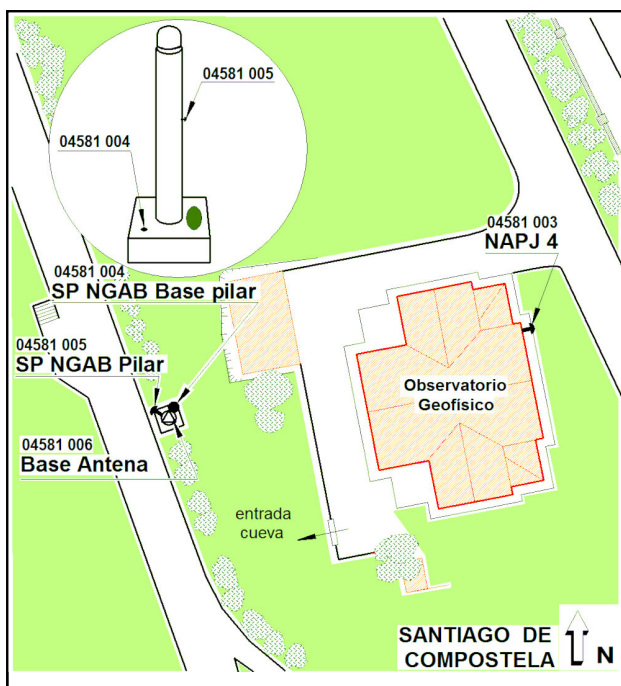 04581 005
04581 004
04581 003
NAPJ 4
04581 004
SP NGAB Base pilar
04581 005
SP NGAB Pilar
Observatorio
Geofísico
04581 006
Base Antena
entrada
cueva
SANTIAGO DE
COMPOSTELA
N